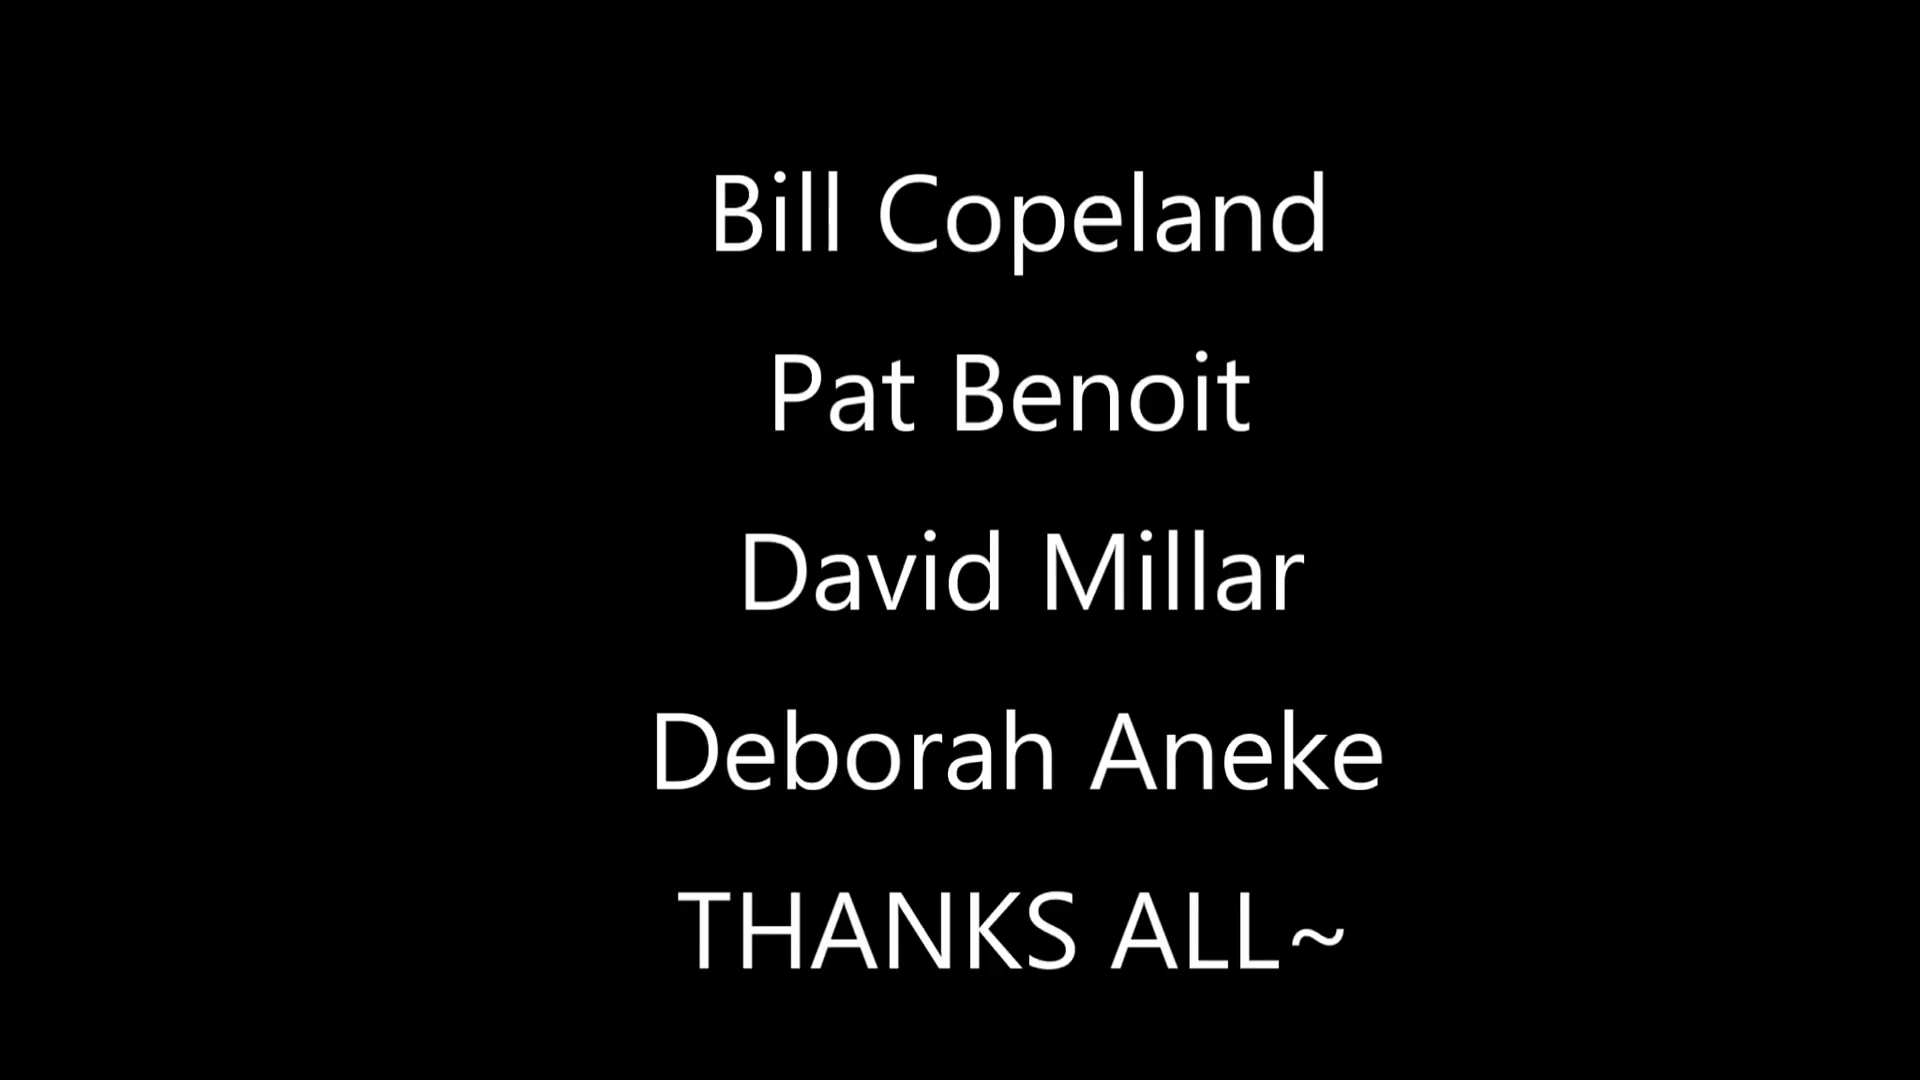 Bill Copeland
Pat Benoit
David Millar
Deborah Aneke
THANKS ALL~